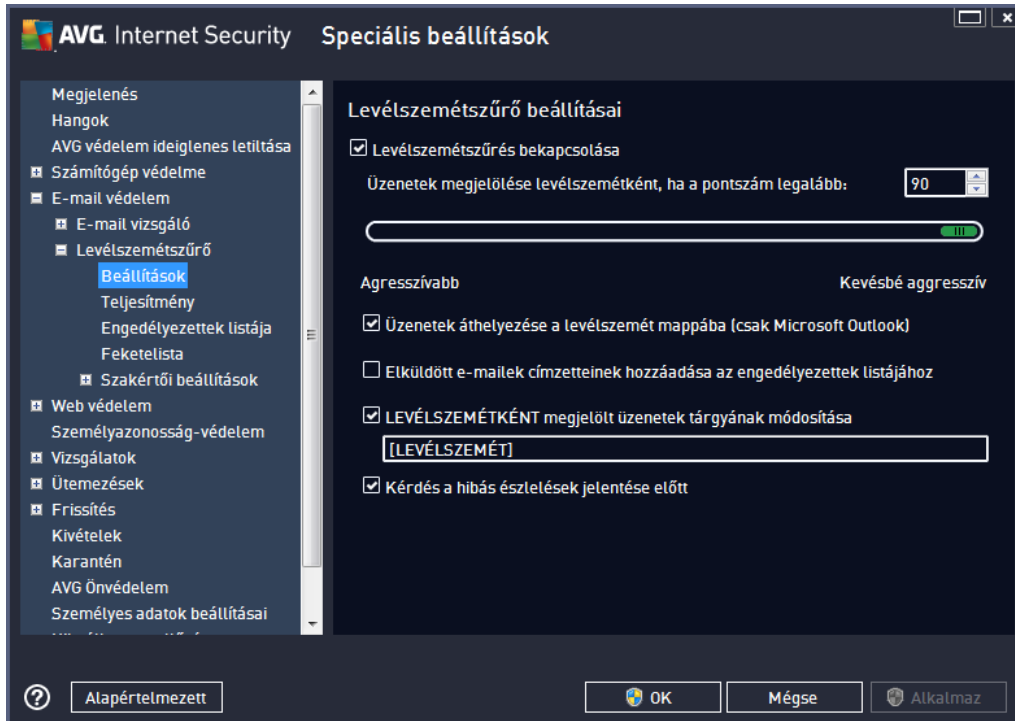 AVG. Internet Security Speciális beállítások
Megjelenés
Hangok
AVG védelem ideiglenes letiltása
Számítógép védelme
E-mail védelem
E-mail vizsgáló
Levélszemétszűrő
Beállítások
Teljesítmény
Engedélyezettek listája
Feketelista
Szakértői beállítások
Web védelem
Személyazonosság-védelem
Vizsgálatok
Ütemezések
Frissítés
Kivételek
Karantén
AVG Önvédelem
Személyes adatok beállításai
Levélszemétszűrő beállításai
Levélszemétszűrés bekapcsolása
Üzenetek megjelölése levélszemétként, ha a pontszám legalább: 90
Agresszívabb Kevésbé aggresszív
Üzenetek áthelyezése a levélszemét mappába (csak Microsoft Outlook)
Elküldött e-mailek címzetteinek hozzáadása az engedélyezettek listájához
LEVÉLSZEMÉTKÉNT megjelölt üzenetek tárgyának módosítása
[LEVÉLSZEMÉT]
Kérdés a hibás észlelések jelentése előtt
? Alapértelmezett OK Mégse Alkalmaz